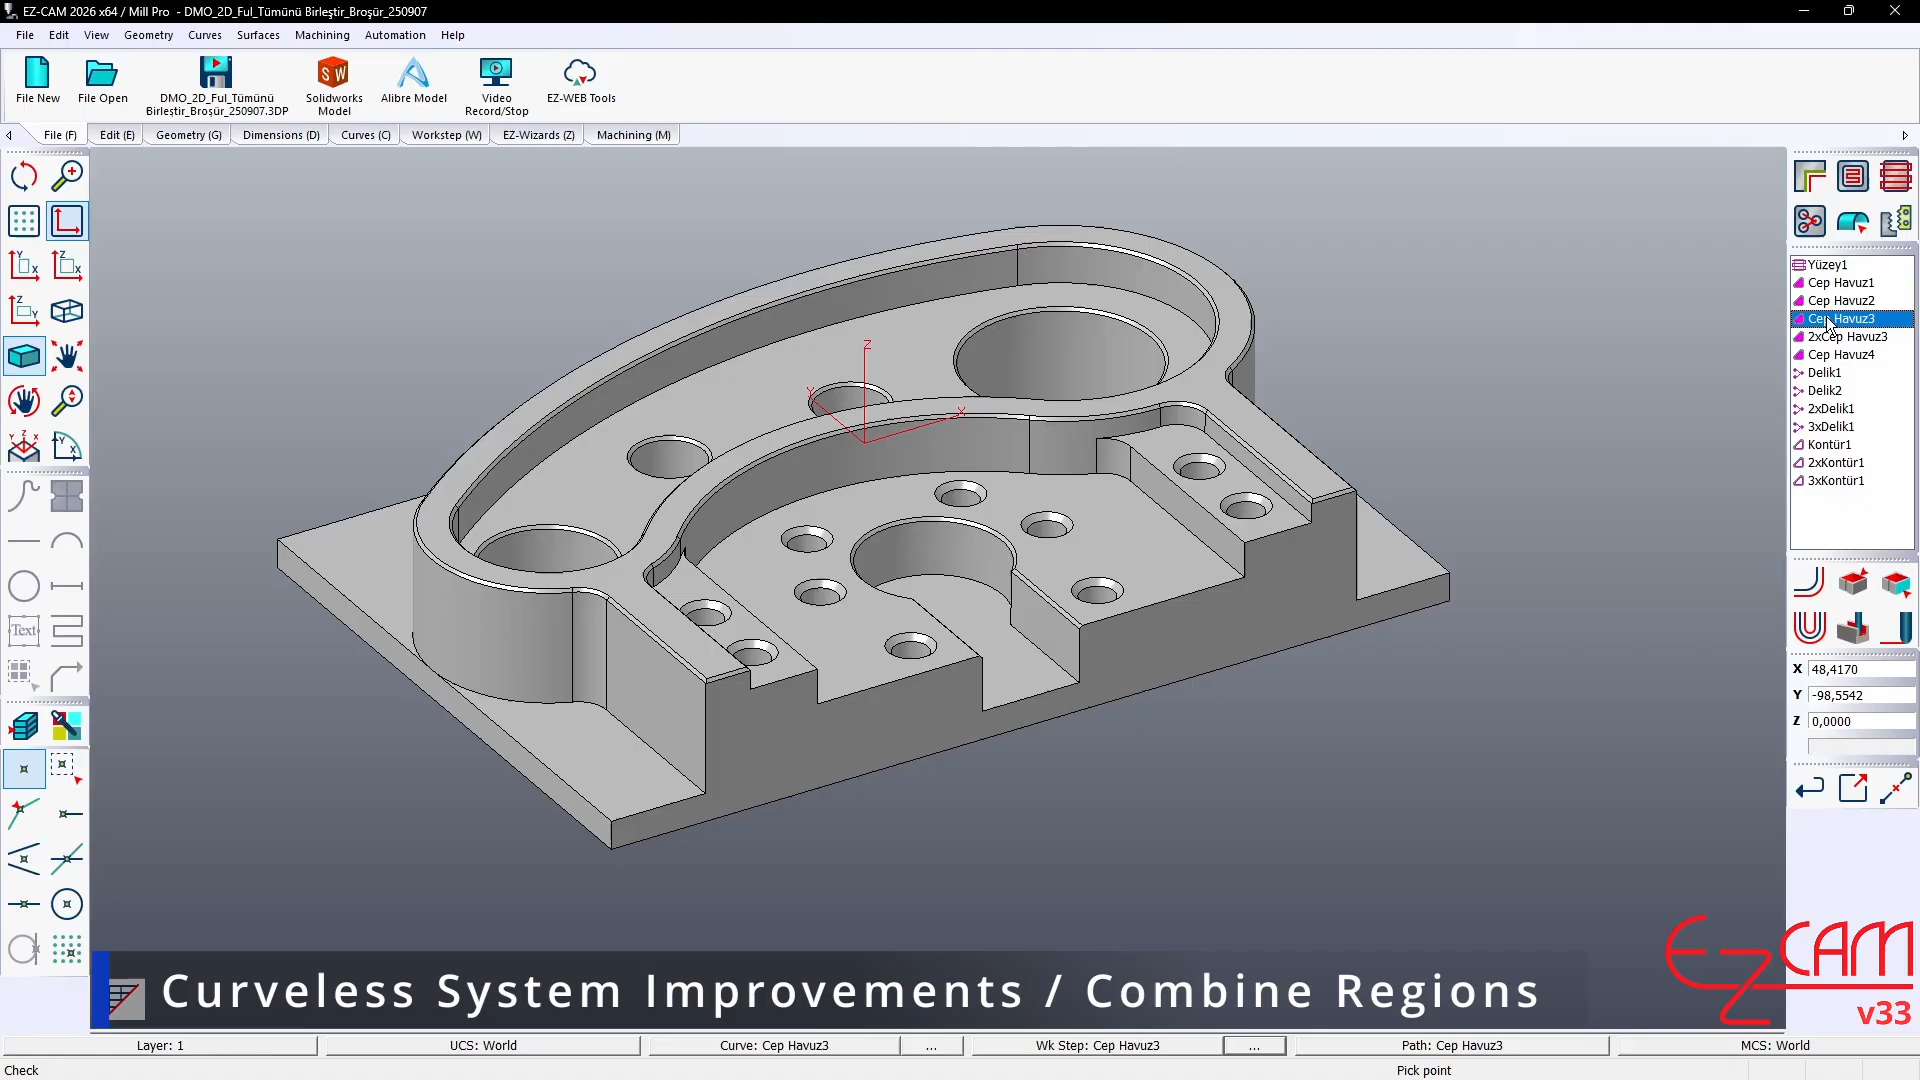 EZ-CAM 2026 x64 / Mill Pro - DMO_2D_Ful_Tümünü Birleştir_Broşür_250907
File Edit View Geometry Curves Surfaces Machining Automation Help
File New
File Open
DMO_2D_Ful_Tümünü
Birleştir_Broşür_250907.3DP
Solidworks
Model
Alibre Model
Video
Record/Stop
EZ-WEB Tools
File (F) Edit (E) Geometry (G) Dimensions (D) Curves (C) Workstep (W) EZ-Wizards (Z) Machining (M)
Text
Z
Y
X
Yüzey1
Cep Havuz1
Cep Havuz2
Cep Havuz3
2xCep Havuz3
Cep Havuz4
Delik1
Delik2
2xDelik1
3xDelik1
Kontür1
2xKontür1
3xKontür1
X 48,4170
Y -98,5542
Z 0,0000
Curveless System Improvements / Combine Regions
EZCAM
v33
Layer: 1 UCS: World Curve: Cep Havuz3 ... Wk Step: Cep Havuz3 ... Path: Cep Havuz3 MCS: World
Check Pick point